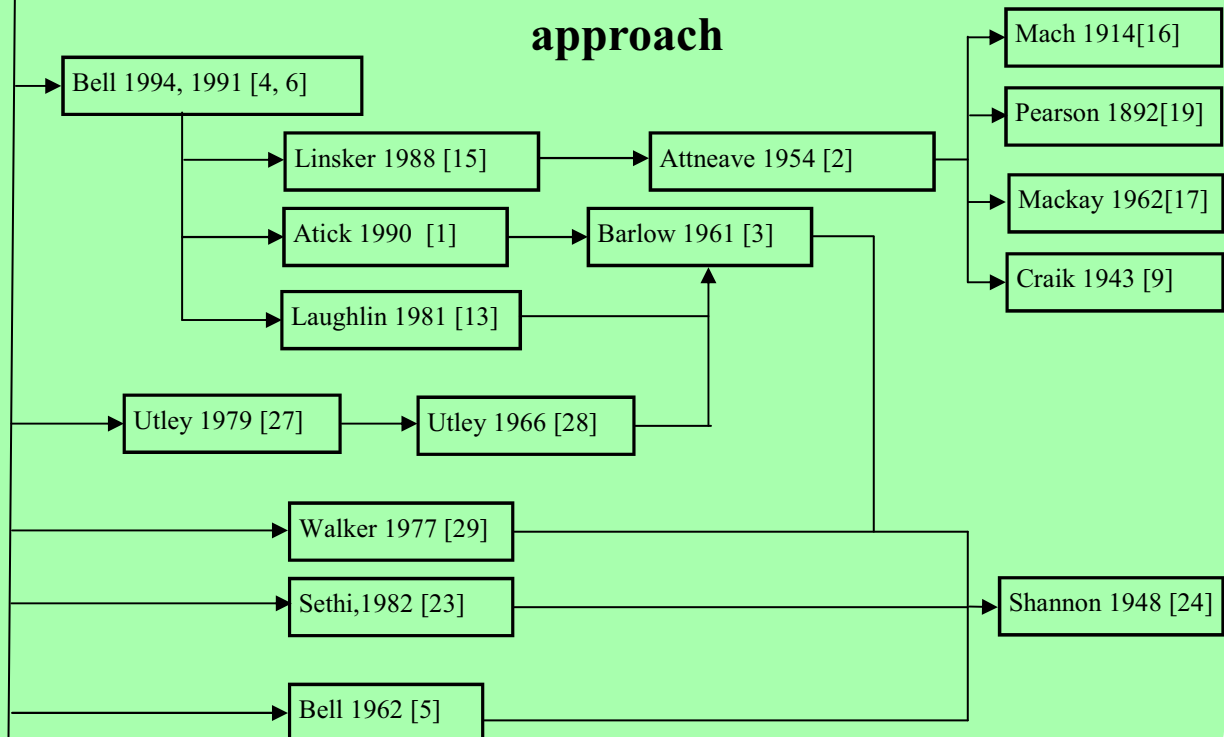 approach
Mach 1914[16]
Bell 1994, 1991 [4, 6]
Pearson 1892[19]
Linsker 1988 [15]
Attneave 1954 [2]
Mackay 1962[17]
Atick 1990 [1]
Barlow 1961 [3]
Craik 1943 [9]
Laughlin 1981 [13]
Utley 1979 [27]
Utley 1966 [28]
Walker 1977 [29]
Sethi,1982 [23]
Shannon 1948 [24]
Bell 1962 [5]